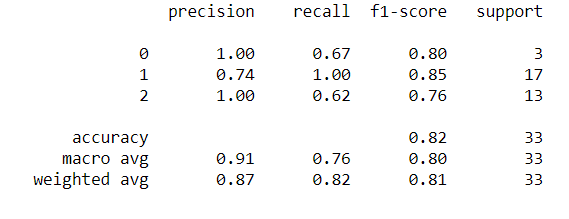 precision recall f1-score support
0 1.00 0.67 0.80 3
1 0.74 1.00 0.85 17
2 1.00 0.62 0.76 13
accuracy 0.82 33
macro avg 0.91 0.76 0.80 33
weighted avg 0.87 0.82 0.81 33